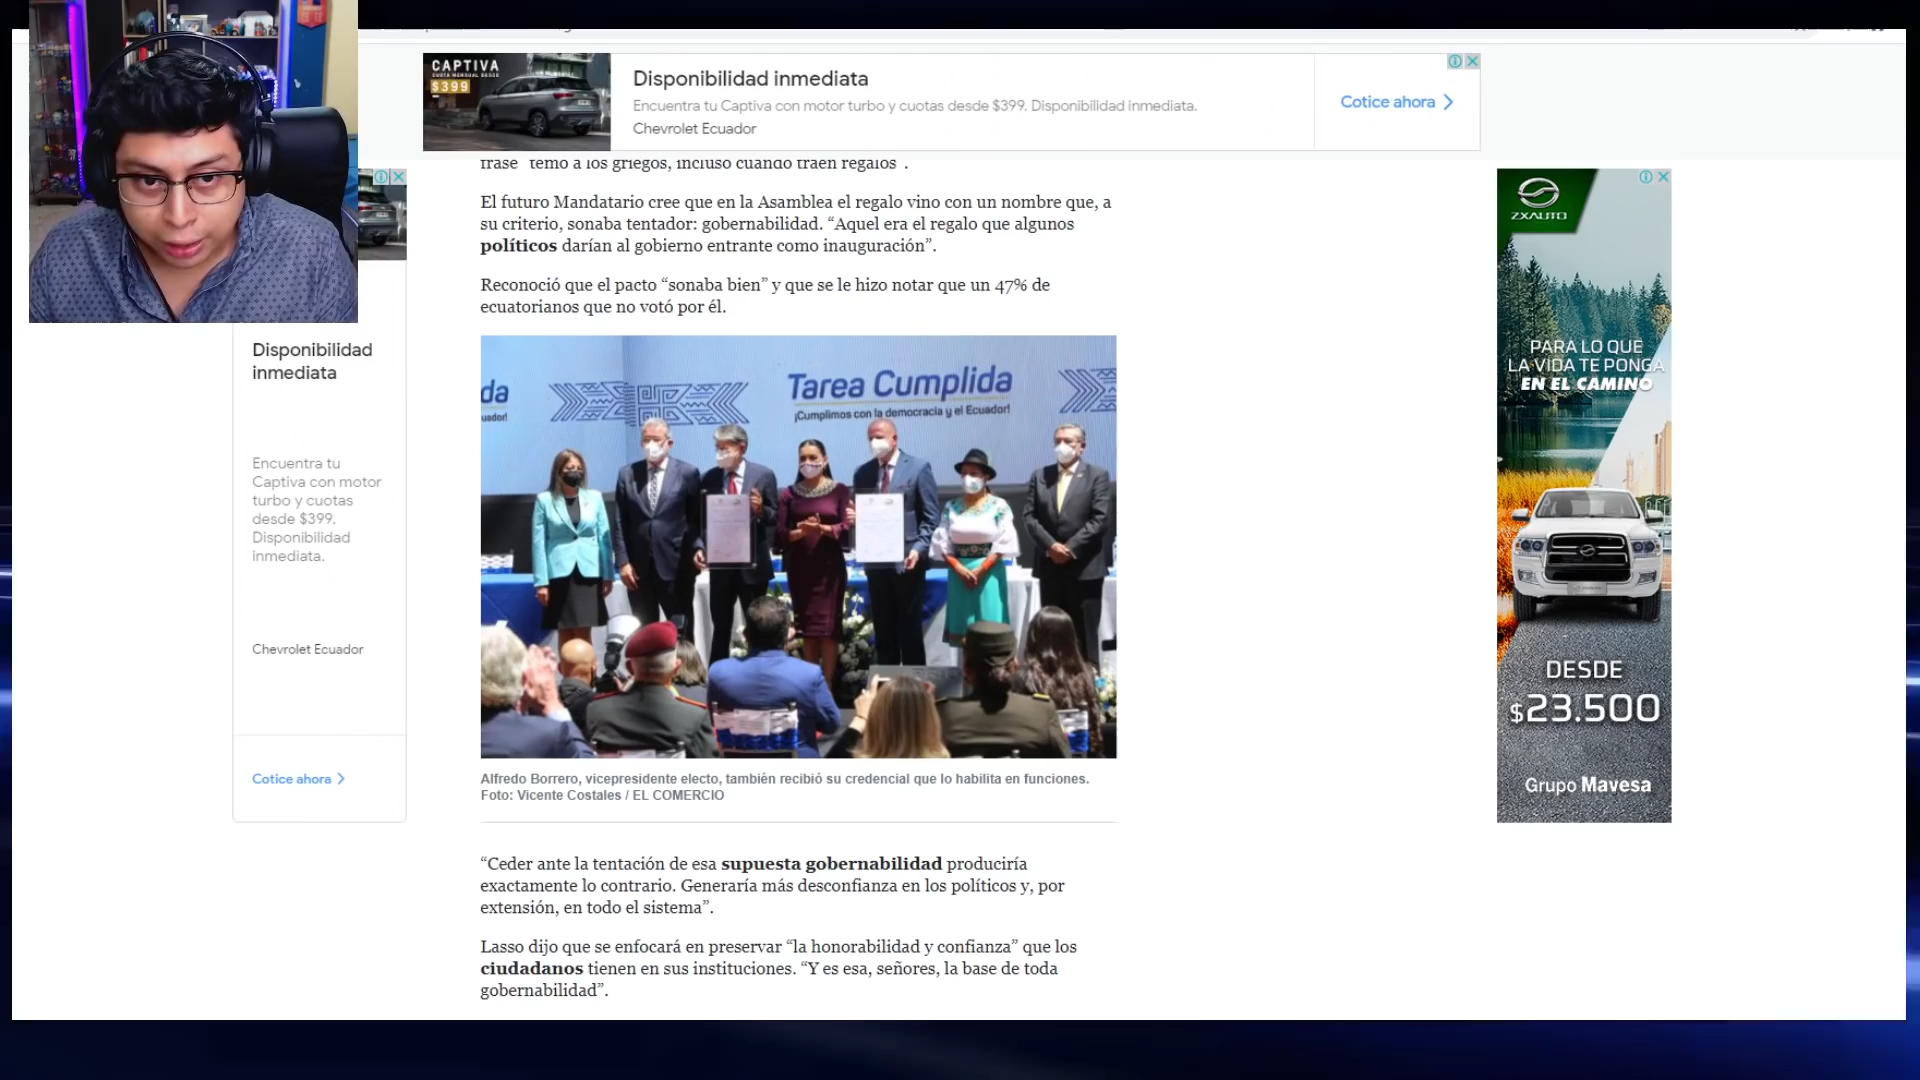 CAPTIVA
CUOTA MENSUAL DESDE
$399
Disponibilidad inmediata
Encuentra tu Captiva con motor turbo y cuotas desde $399. Disponibilidad inmediata.
Chevrolet Ecuador
Cotice ahora
frase “temo a los griegos, incluso cuando traen regalos”.
El futuro Mandatario cree que en la Asamblea el regalo vino con un nombre que, a
su criterio, sonaba tentador: gobernabilidad. “Aquel era el regalo que algunos
políticos darían al gobierno entrante como inauguración”.
Reconoció que el pacto “sonaba bien” y que se le hizo notar que un 47% de
ecuatorianos que no votó por él.
da
uador!
Tarea Cumplida
¡Cumplimos con la democracia y el Ecuador!
Alfredo Borrero, vicepresidente electo, también recibió su credencial que lo habilita en funciones.
Foto: Vicente Costales / EL COMERCIO
“Ceder ante la tentación de esa supuesta gobernabilidad produciría
exactamente lo contrario. Generaría más desconfianza en los políticos y, por
extensión, en todo el sistema”.
Lasso dijo que se enfocará en preservar “la honorabilidad y confianza” que los
ciudadanos tienen en sus instituciones. “Y es esa, señores, la base de toda
gobernabilidad”.
Disponibilidad
inmediata
Encuentra tu
Captiva con motor
turbo y cuotas
desde $399.
Disponibilidad
inmediata.
Chevrolet Ecuador
Cotice ahora
ZXAUTO
PARA LO QUE
LA VIDA TE PONGA
EN EL CAMINO
DESDE
$23.500
Grupo Mavesa